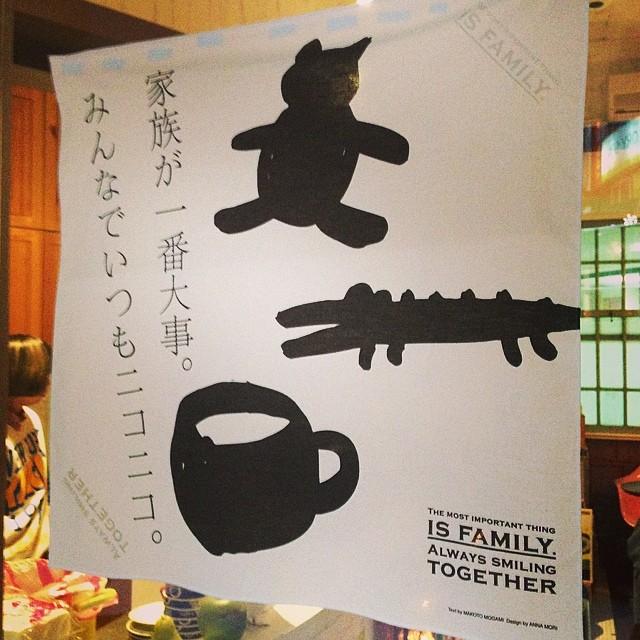 家族が一番大事。
みんなでいつもニコニコ。
IS FAMILY.
THE MOST IMPORTANT THING
IS FAMILY.
ALWAYS SMILING
TOGETHER
ALWAYS SMILING
TOGETHER
Text by MAKOTO MOGAMI Design by ANNA MORI